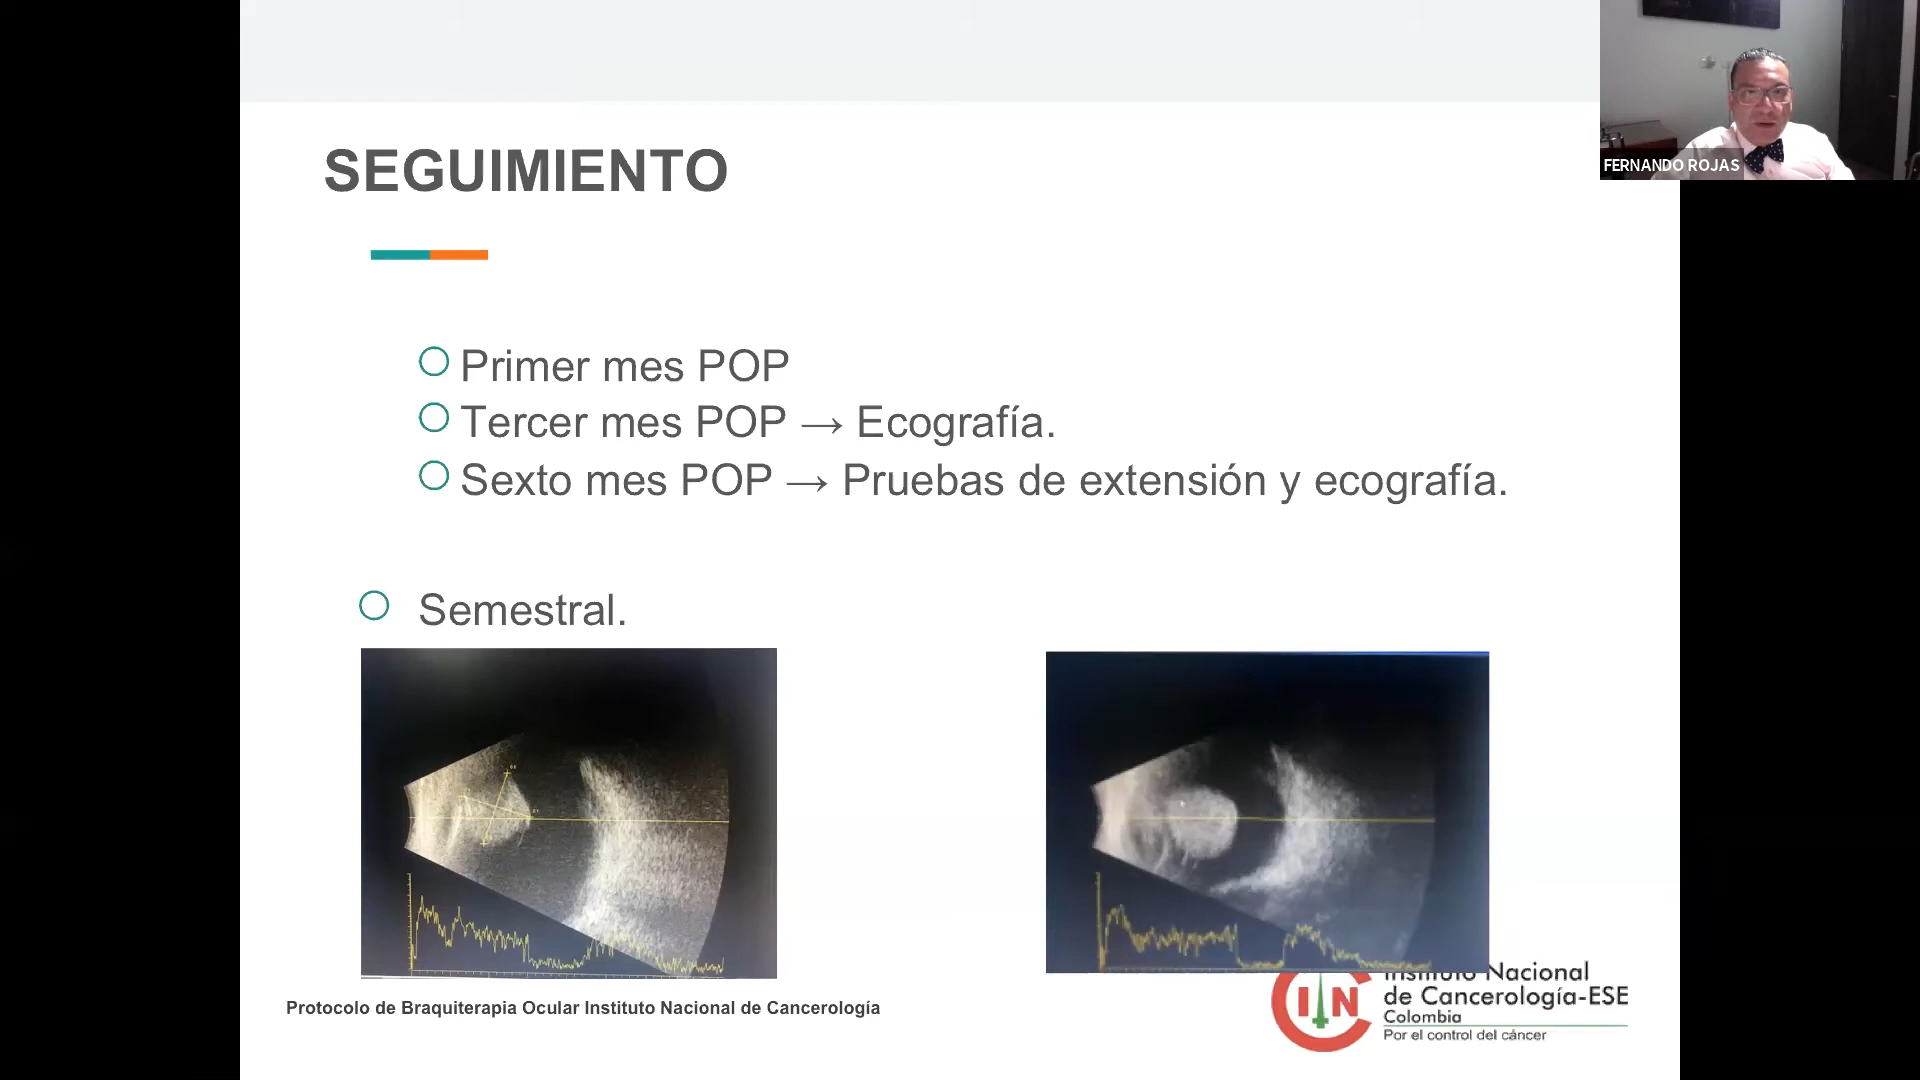 FERNANDO ROJAS
SEGUIMIENTO
Primer mes POP
Tercer mes POP → Ecografía.
Sexto mes POP → Pruebas de extensión y ecografía.
Semestral.
Protocolo de Braquiterapia Ocular Instituto Nacional de Cancerología
Instituto Nacional
de Cancerología-ESE
Colombia
Por el control del cáncer